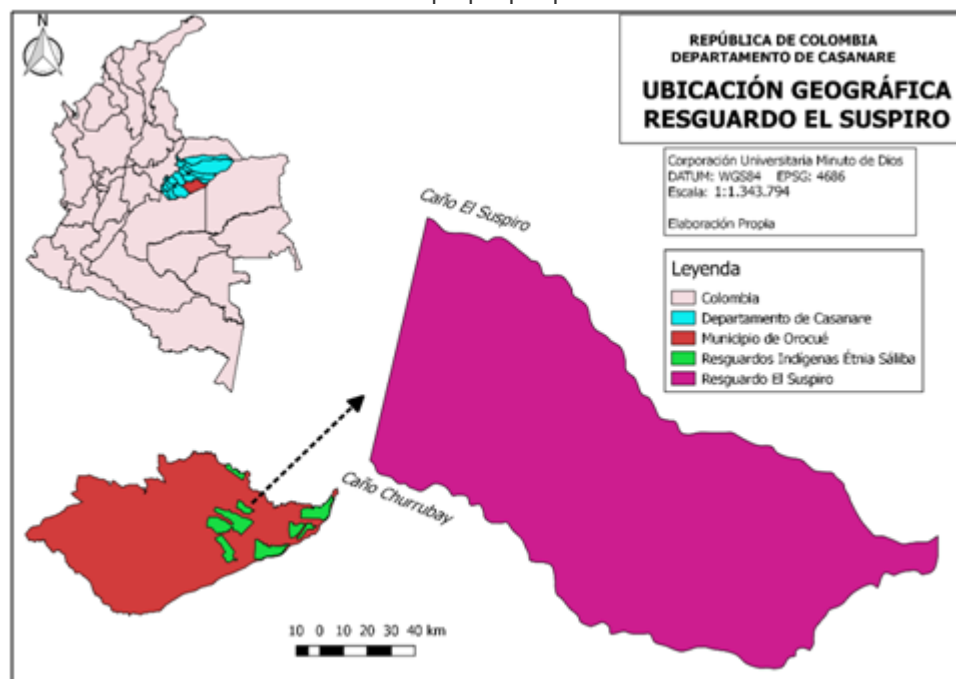 N
REPÚBLICA DE COLOMBIA
DEPARTAMENTO DE CASANARE
UBICACIÓN GEOGRÁFICA
RESGUARDO EL SUSPIRO
Corporación Universitaria Minuto de Dios
DATUM: WGS84 EPSG: 4686
Escala: 1:1.343.794
Elaboración Propia
Caño El Suspiro
Leyenda
Colombia
Departamento de Casanare
Municipio de Orocué
Resguardos Indígenas Étnia Sáliba
Resguardo El Suspiro
Caño Churrubay
10 0 10 20 30 40 km